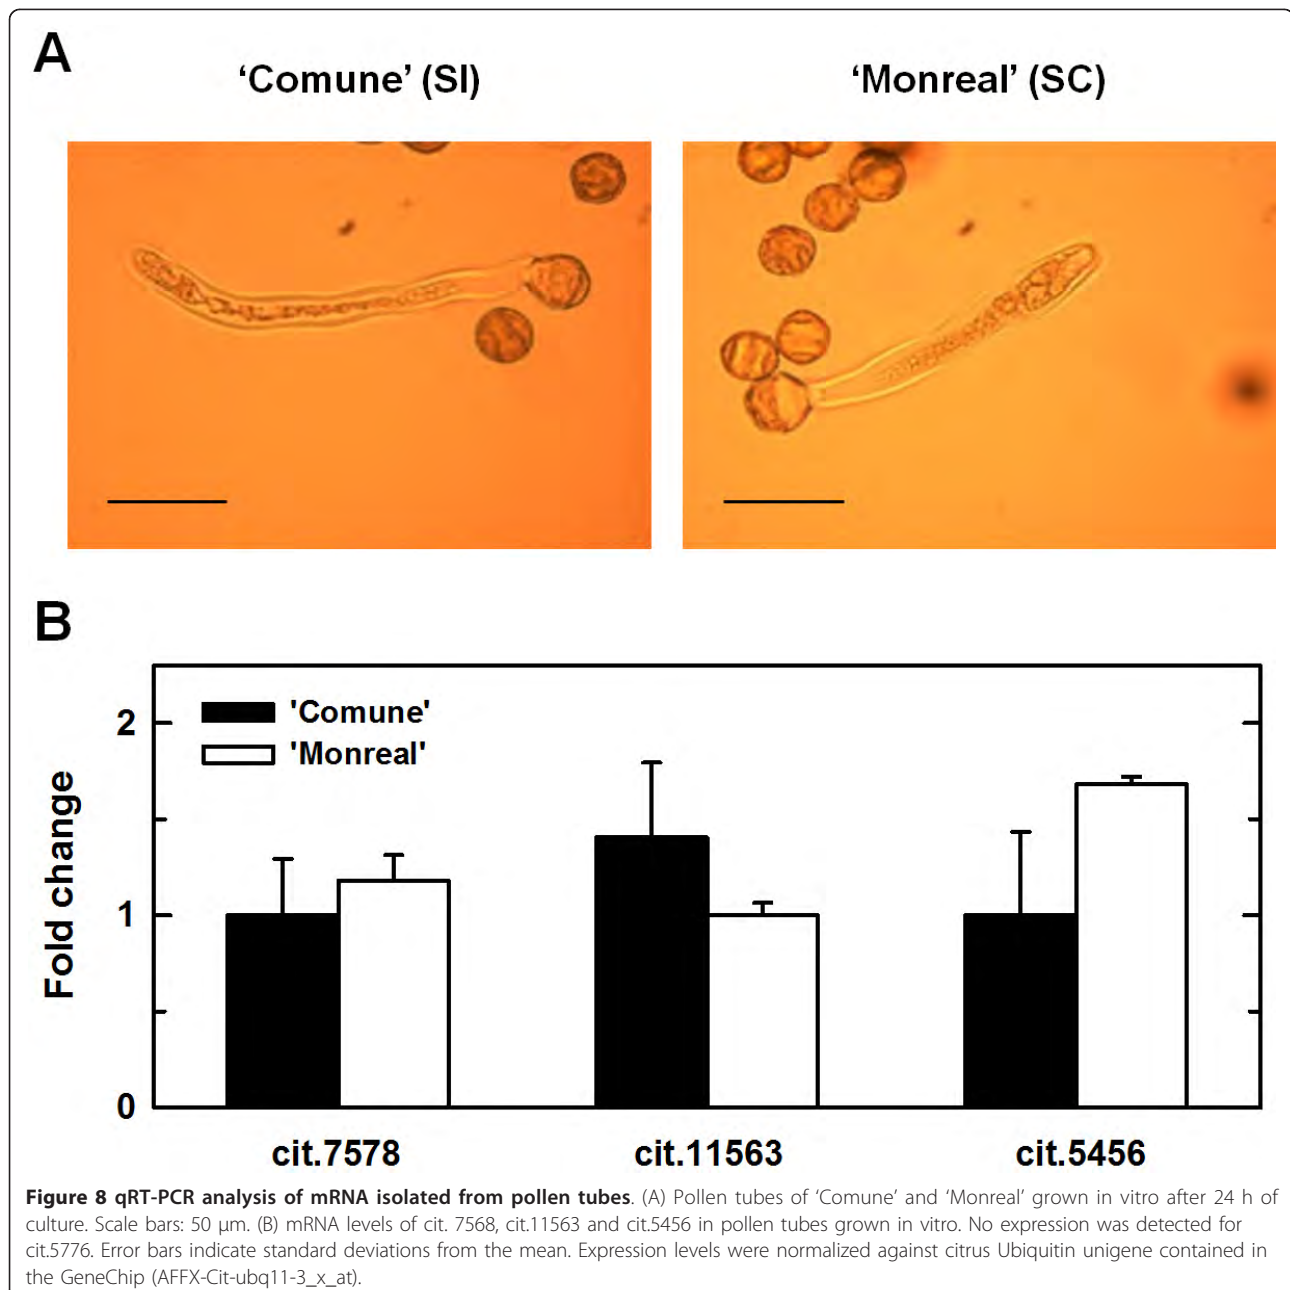 A
‘Comune’ (SI)
‘Monreal’ (SC)
B
'Comune'
'Monreal'
Fold change
2
1
0
cit.7578
cit.11563
cit.5456
Figure 8 qRT-PCR analysis of mRNA isolated from pollen tubes. (A) Pollen tubes of ‘Comune’ and ‘Monreal’ grown in vitro after 24 h of
culture. Scale bars: 50 μm. (B) mRNA levels of cit. 7568, cit.11563 and cit.5456 in pollen tubes grown in vitro. No expression was detected for
cit.5776. Error bars indicate standard deviations from the mean. Expression levels were normalized against citrus Ubiquitin unigene contained in
the GeneChip (AFFX-Cit-ubq11-3_x_at).